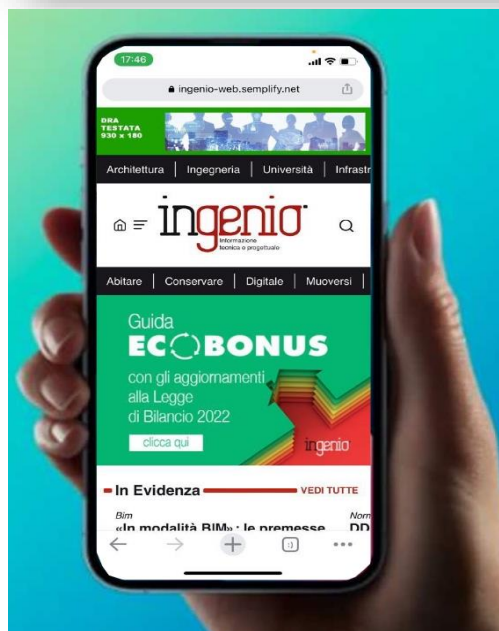 17:46
ingenio-web.semplify.net
DRA
TESTATA
930 x 180
Architettura | Ingegneria | Università | Infrastr
ingenio
Informazione
tecnica e progettuale
Abitare | Conservare | Digitale | Muoversi |
Guida
ECOBONUS
con gli aggiornamenti
alla Legge
di Bilancio 2022
clicca qui
ingenio
In Evidenza
VEDI TUTTE
Bim
Nor
«In modalità BIM» : le premesse
DD
:)